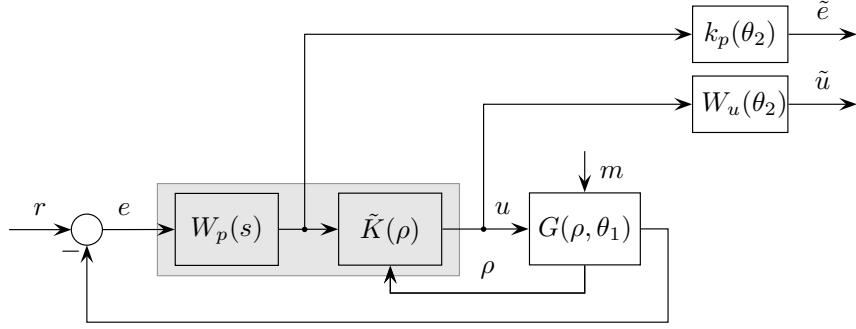 k_p(θ_2)
ẽ
W_u(θ_2)
ũ
m
r
e
W_p(s)
K̃(ρ)
u
G(ρ, θ_1)
−
ρ